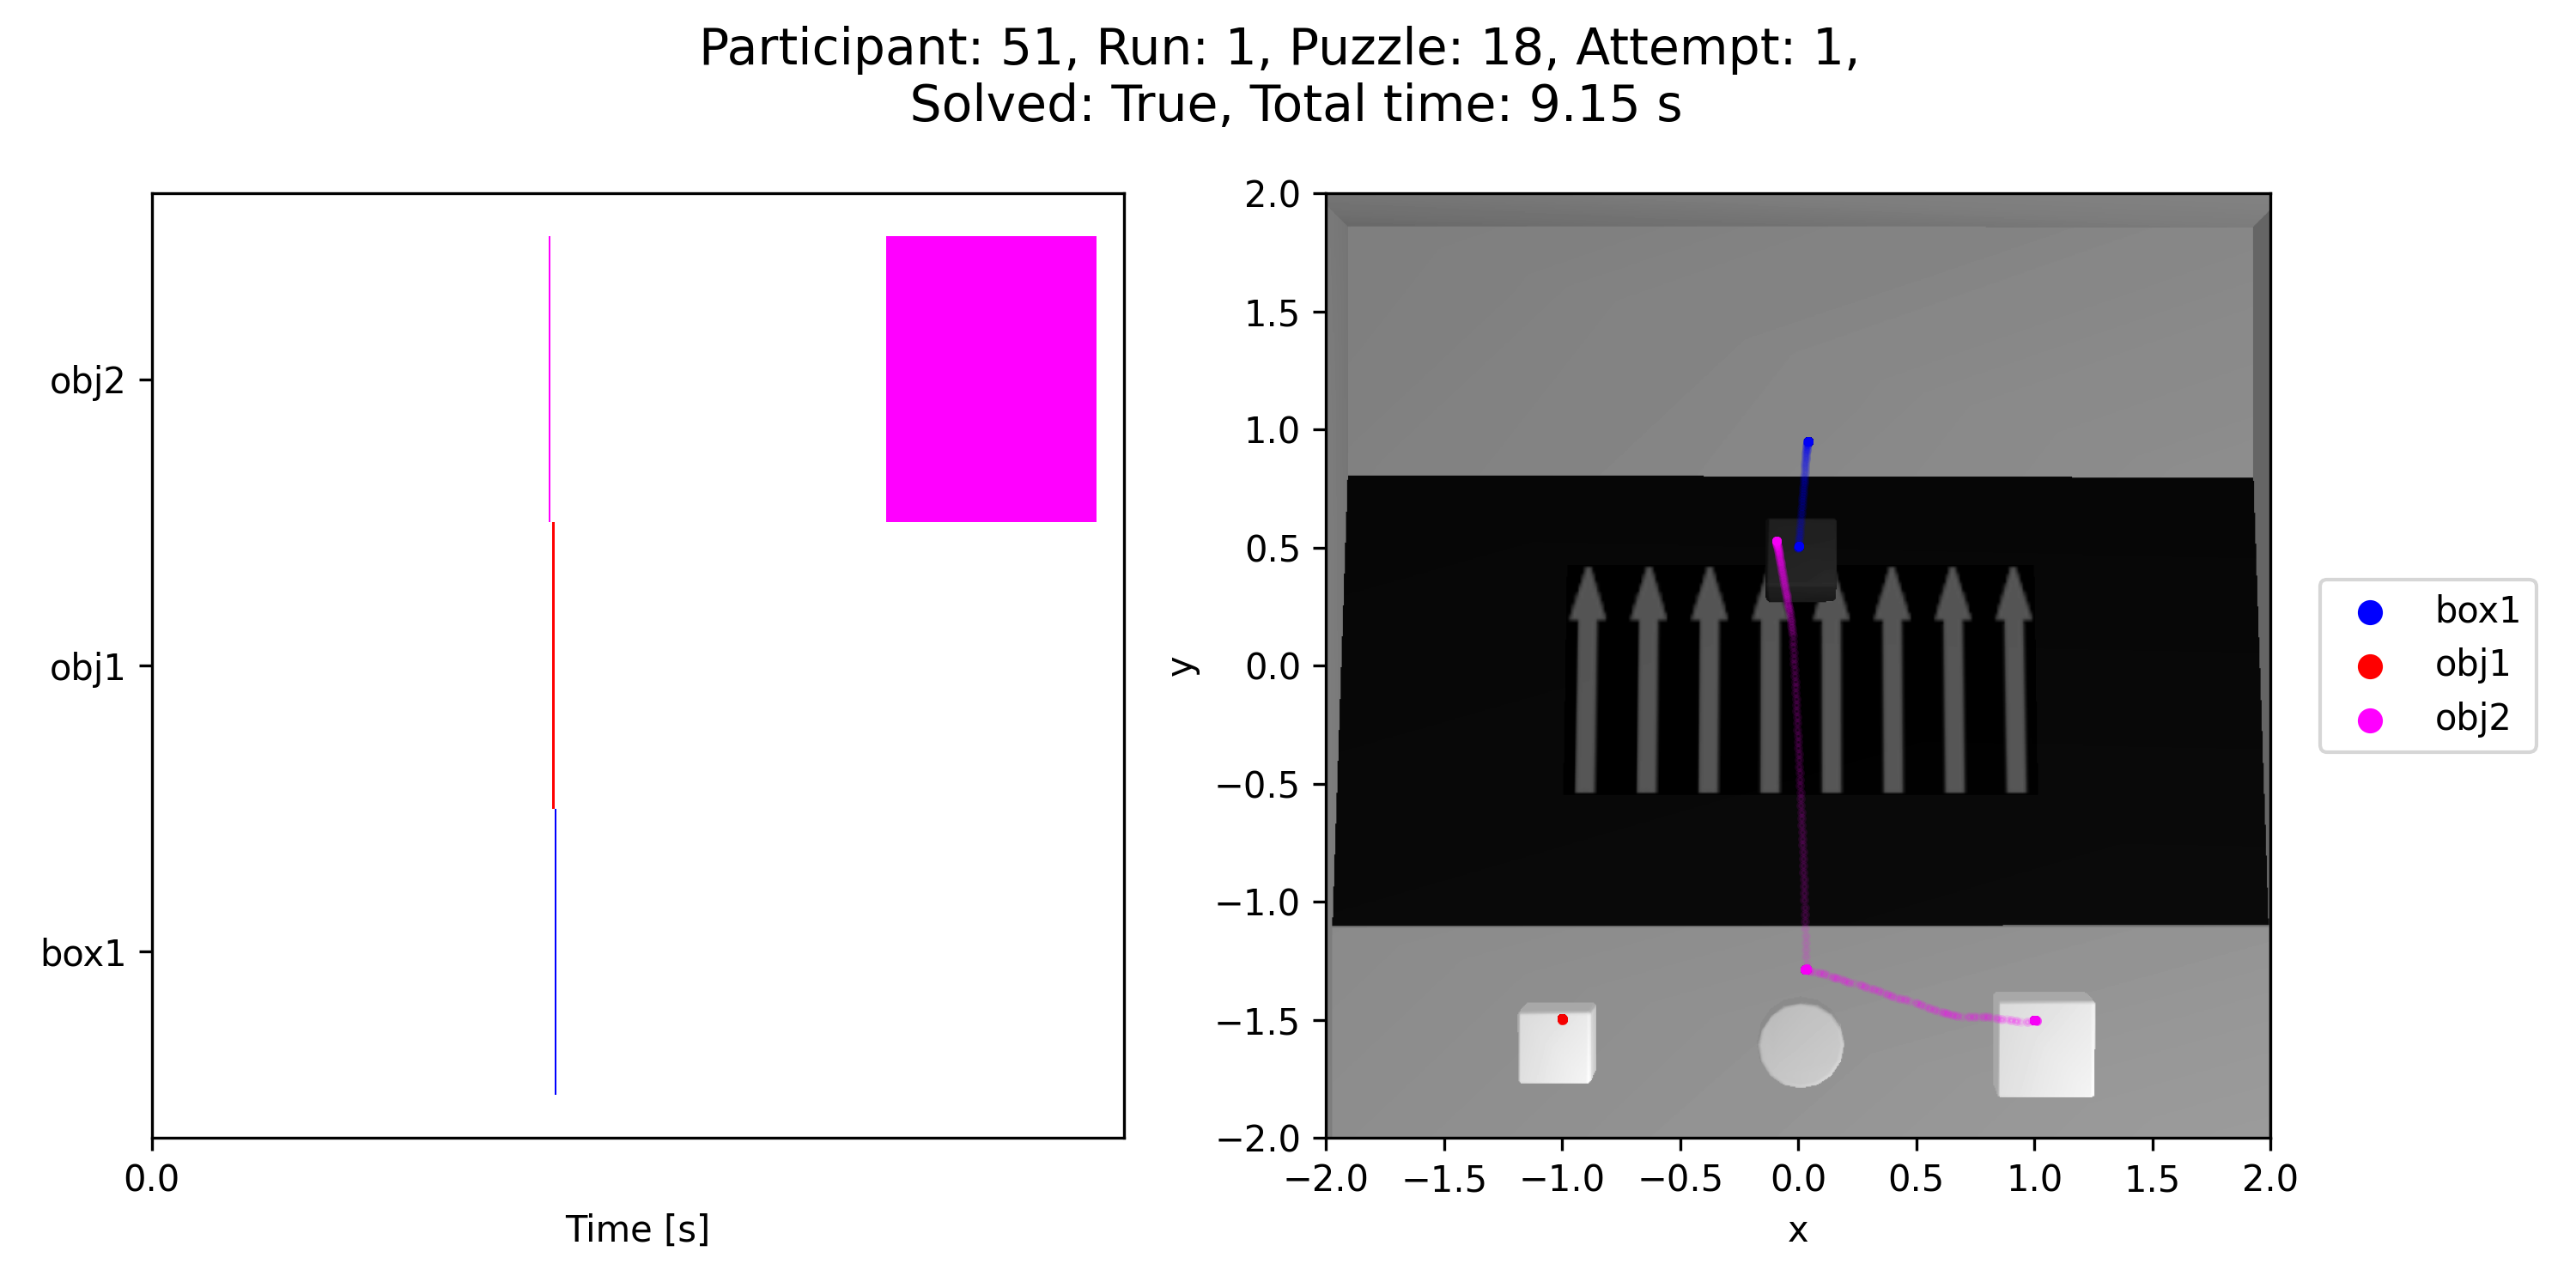 Participant: 51, Run: 1, Puzzle: 18, Attempt: 1,
Solved: True, Total time: 9.15 s
obj2
obj1
box1
0.0
Time [s]
2.0
1.5
1.0
0.5
0.0
−0.5
−1.0
−1.5
−2.0
y
−2.0 −1.5 −1.0 −0.5 0.0 0.5 1.0 1.5 2.0
x
box1
obj1
obj2